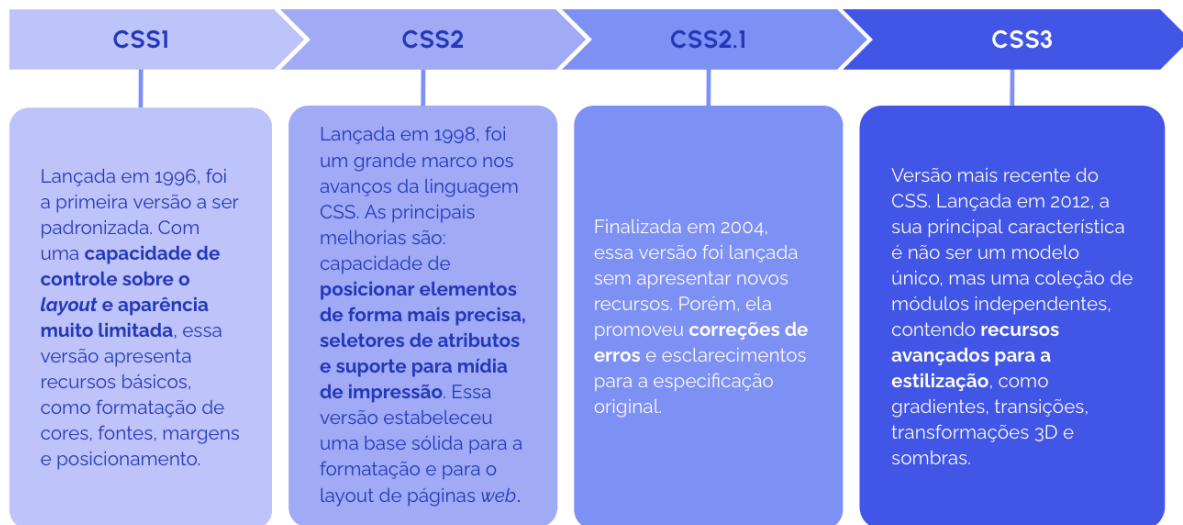 CSS1
CSS2
CSS2.1
CSS3
Lançada em 1996, foi
a primeira versão a ser
padronizada. Com
uma capacidade de
controle sobre o
layout e aparência
muito limitada, essa
versão apresenta
recursos básicos,
como formatação de
cores, fontes, margens
e posicionamento.
Lançada em 1998, foi
um grande marco nos
avanços da linguagem
CSS. As principais
melhorias são:
capacidade de
posicionar elementos
de forma mais precisa,
seletores de atributos
e suporte para mídia
de impressão. Essa
versão estabeleceu
uma base sólida para a
formatação e para o
layout de páginas web.
Finalizada em 2004,
essa versão foi lançada
sem apresentar novos
recursos. Porém, ela
promoveu correções de
erros e esclarecimentos
para a especificação
original.
Versão mais recente do
CSS. Lançada em 2012, a
sua principal característica
é não ser um modelo
único, mas uma coleção de
módulos independentes,
contendo recursos
avançados para a
estilização, como
gradientes, transições,
transformações 3D e
sombras.